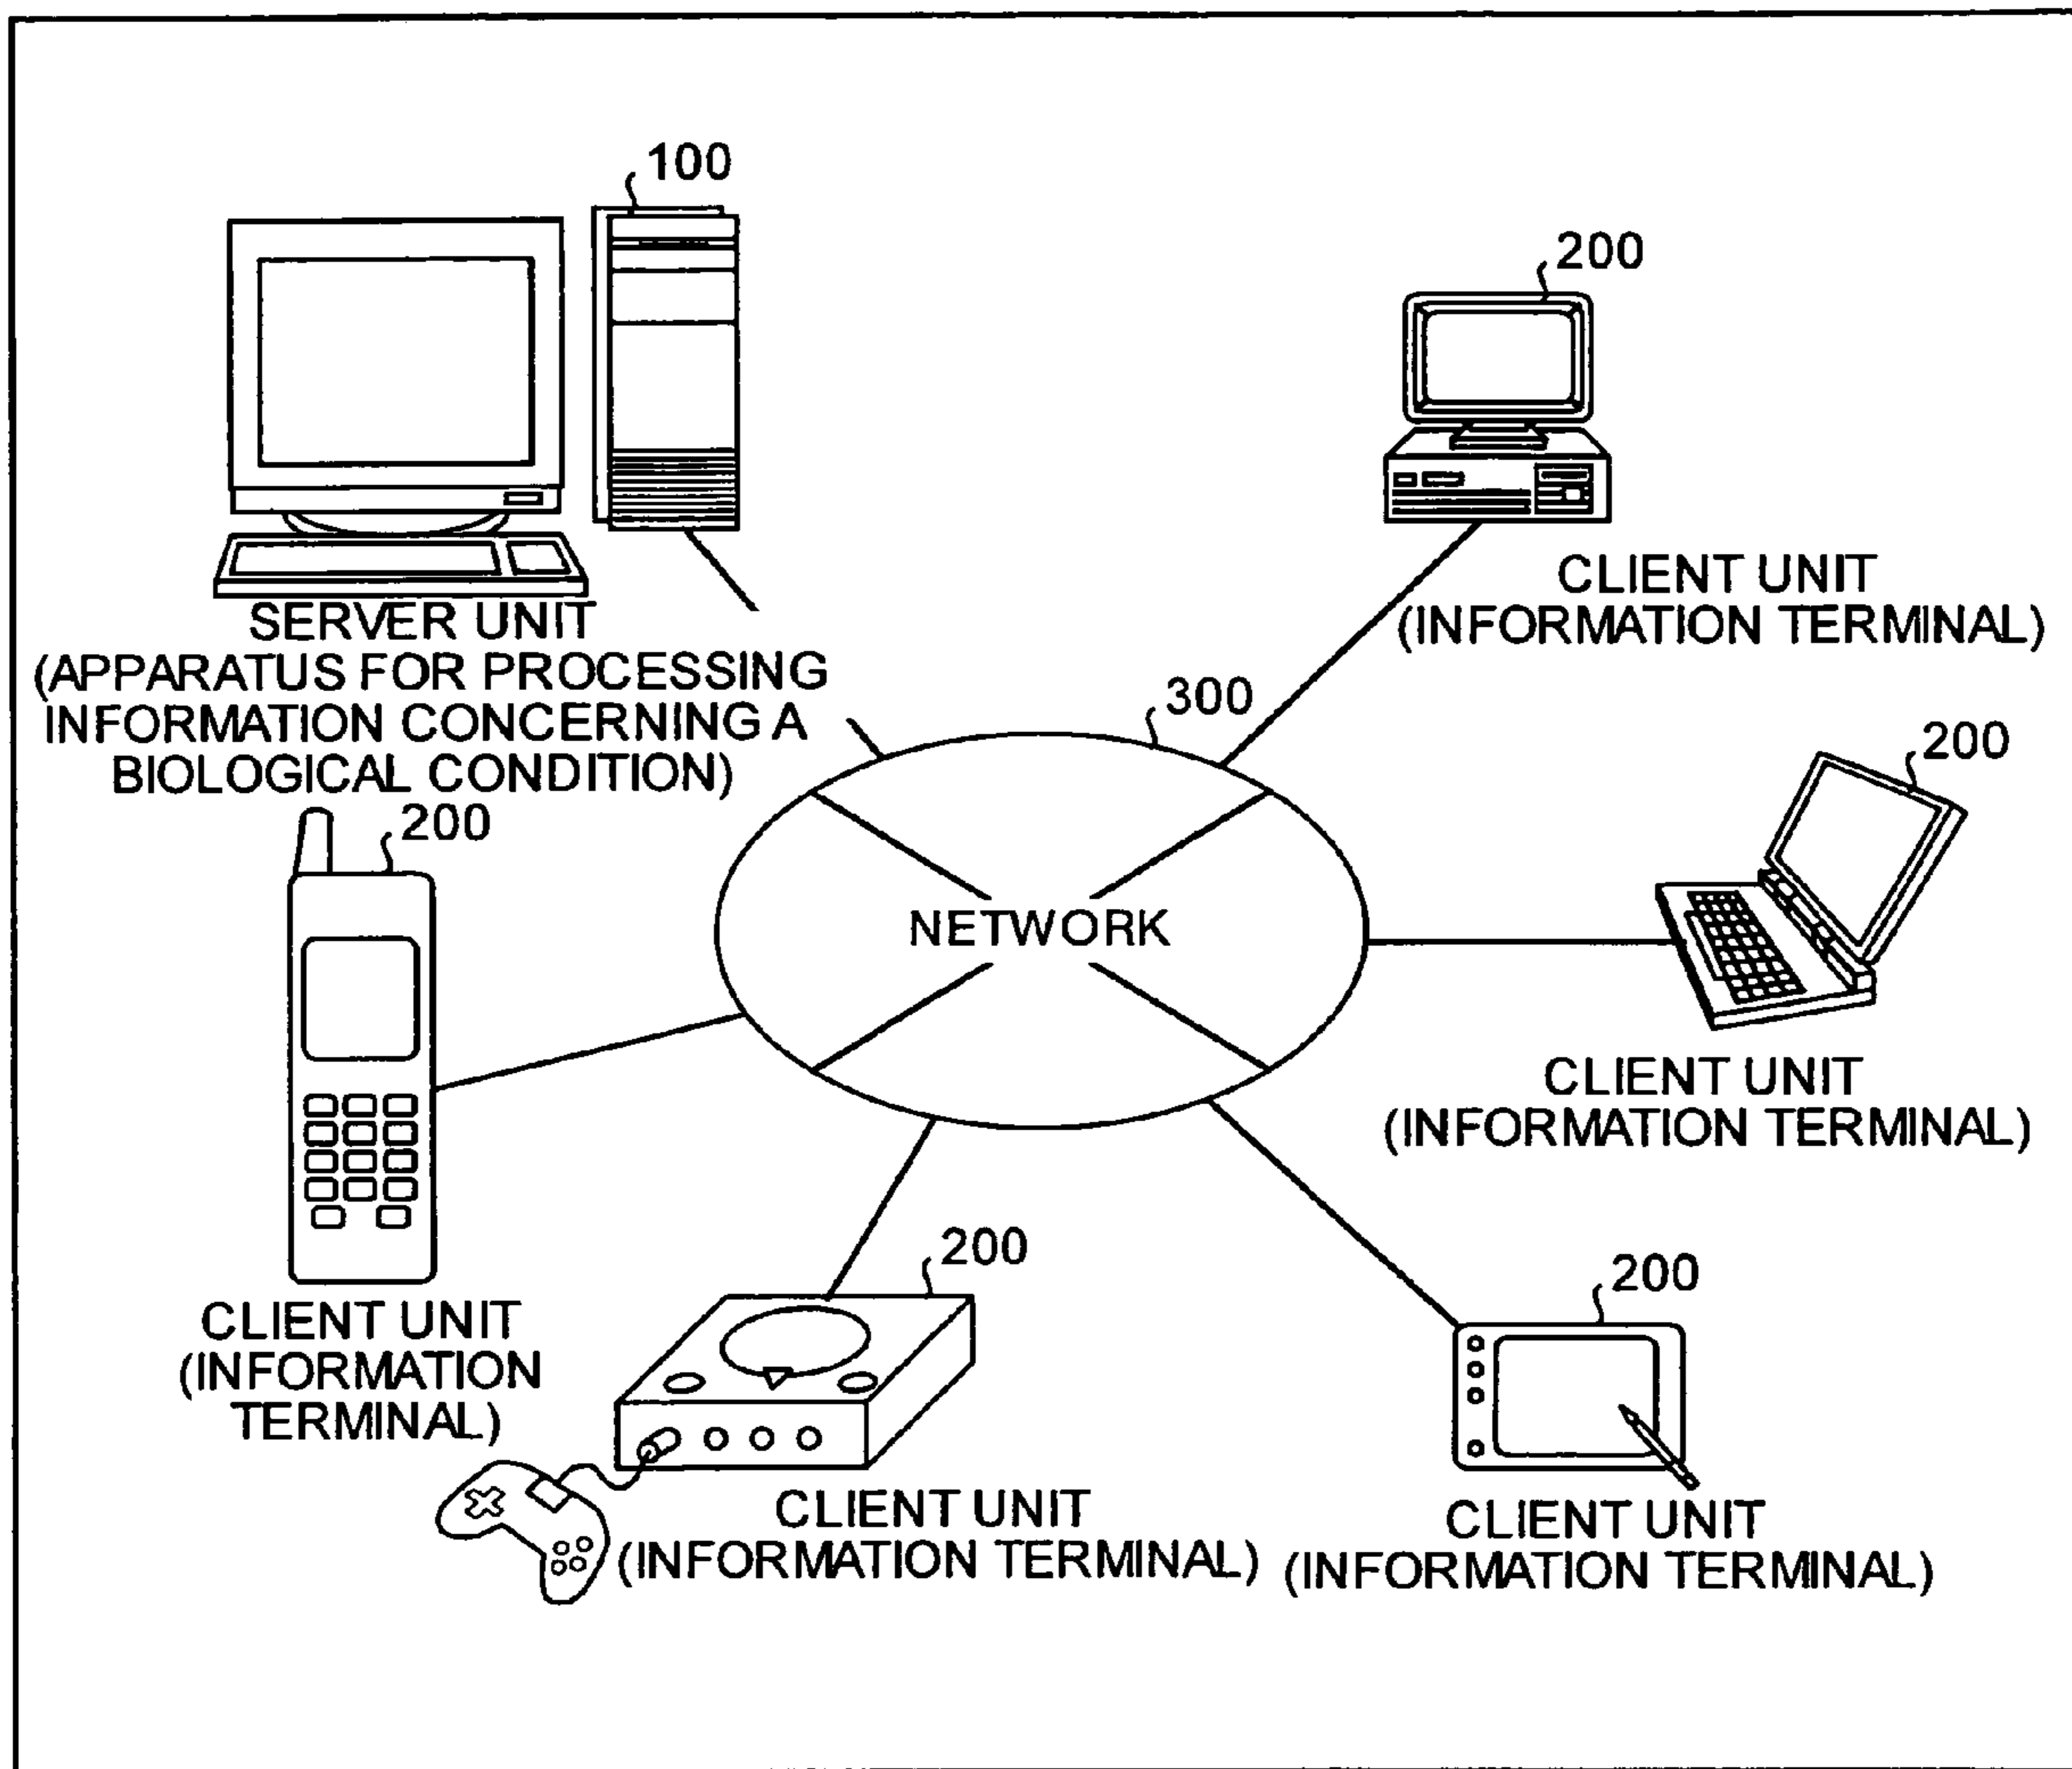 100
SERVER UNIT
(APPARATUS FOR PROCESSING
INFORMATION CONCERNING A
BIOLOGICAL CONDITION)
200
CLIENT UNIT
(INFORMATION TERMINAL)
300
NETWORK
200
CLIENT UNIT
(INFORMATION TERMINAL)
200
CLIENT UNIT
(INFORMATION
TERMINAL)
200
CLIENT UNIT
(INFORMATION TERMINAL)
200
CLIENT UNIT
(INFORMATION TERMINAL)